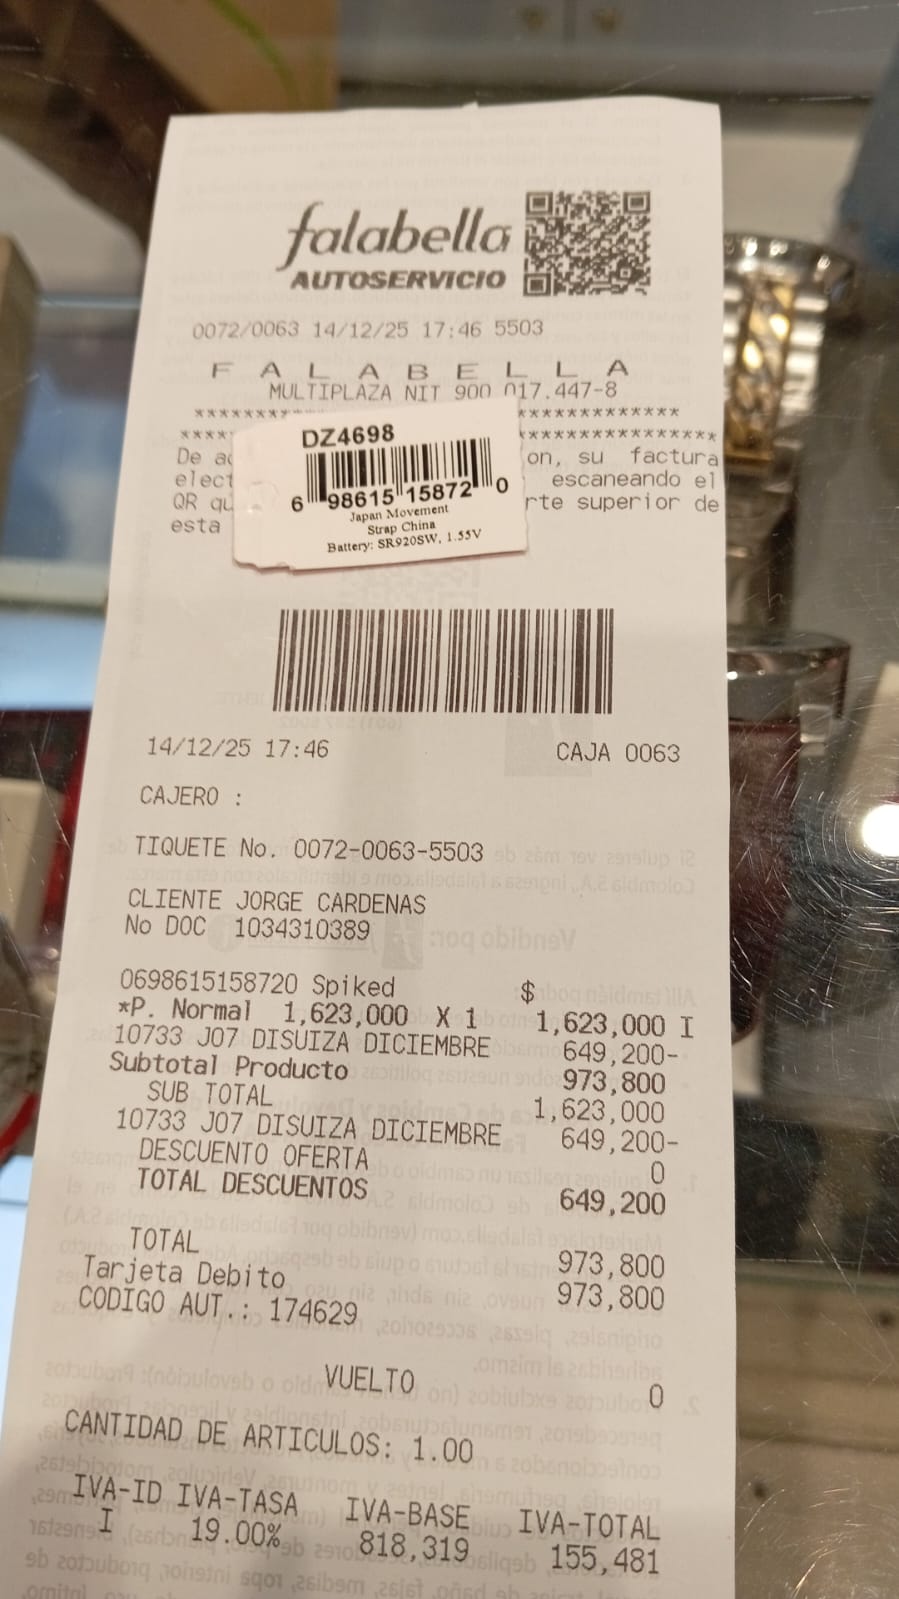 falabella
AUTOSERVICIO
0072/0063 14/12/25 17:46 5503
F A L A B E L L A
MULTIPLAZA NIT 900 017.447-8
*********** *****************
***** ********************
De ac on, su factura
elect escaneando el
QR qu rte superior de
esta
DZ4698
6 98615 15872 0
Japan Movement
Strap China
Battery: SR920SW, 1.55V
14/12/25 17:46 CAJA 0063
CAJERO :
TIQUETE No. 0072-0063-5503
CLIENTE JORGE CARDENAS
No DOC 1034310389
0698615158720 Spiked $
*P. Normal 1,623,000 X 1 1,623,000 I
10733 J07 DISUIZA DICIEMBRE 649,200-
Subtotal Producto 973,800
SUB TOTAL 1,623,000
10733 J07 DISUIZA DICIEMBRE 649,200-
DESCUENTO OFERTA 0
TOTAL DESCUENTOS 649,200
TOTAL 973,800
Tarjeta Debito 973,800
CODIGO AUT.: 174629
VUELTO 0
CANTIDAD DE ARTICULOS: 1.00
IVA-ID IVA-TASA IVA-BASE IVA-TOTAL
I 19.00% 818,319 155,481